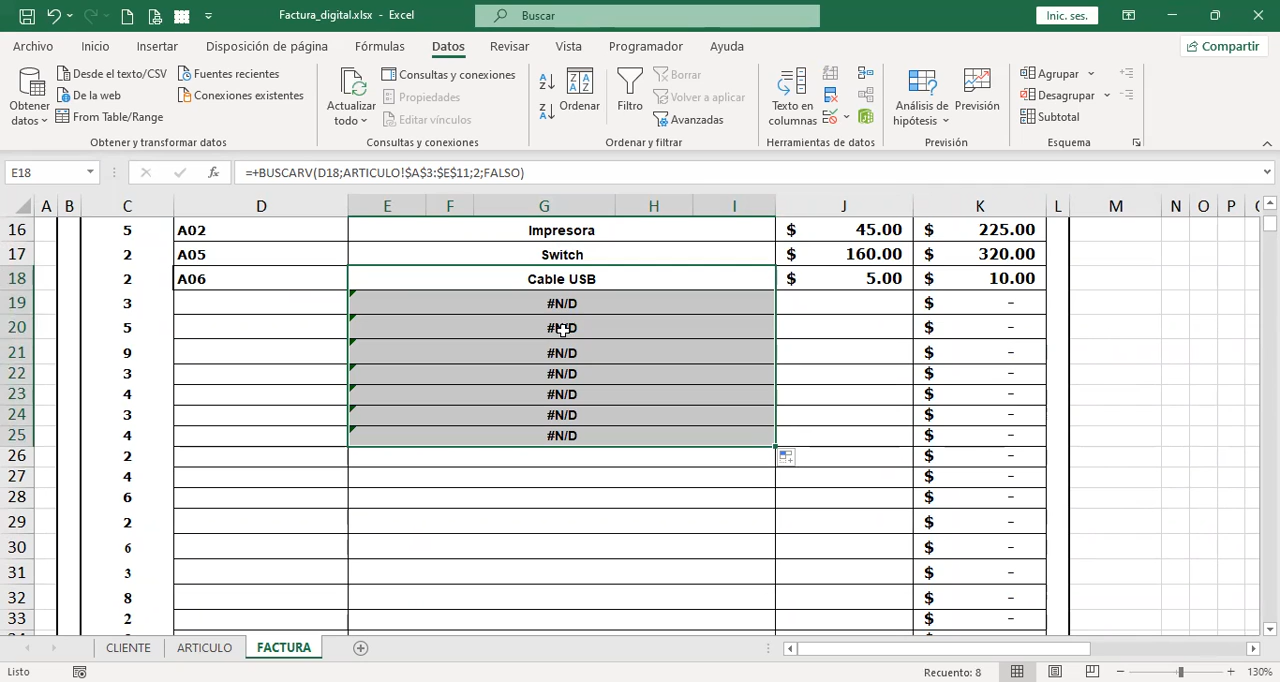 Factura_digital.xlsx - Excel
Buscar
Inic. ses.
Archivo Inicio Insertar Disposición de página Fórmulas Datos Revisar Vista Programador Ayuda
Compartir
Obtener datos
Desde el texto/CSV
De la web
From Table/Range
Fuentes recientes
Conexiones existentes
Obtener y transformar datos
Actualizar todo
Consultas y conexiones
Propiedades
Editar vínculos
Consultas y conexiones
Ordenar
Filtro
Borrar
Volver a aplicar
Avanzadas
Ordenar y filtrar
Texto en columnas
Herramientas de datos
Análisis de hipótesis
Previsión
Previsión
Agrupar
Desagrupar
Subtotal
Esquema
E18
fx
=+BUSCARV(D18;ARTICULO!$A$3:$E$11;2;FALSO)
A B C D E F G H I J K L M N O P
16 5 A02 Impresora $ 45.00 $ 225.00
17 2 A05 Switch $ 160.00 $ 320.00
18 2 A06 Cable USB $ 5.00 $ 10.00
19 3 #N/D $ -
20 5 #N/D $ -
21 9 #N/D $ -
22 3 #N/D $ -
23 4 #N/D $ -
24 3 #N/D $ -
25 4 #N/D $ -
26 2 $ -
27 4 $ -
28 6 $ -
29 2 $ -
30 6 $ -
31 3 $ -
32 8 $ -
33 2 $ -
CLIENTE ARTICULO FACTURA
Listo
Recuento: 8
130%